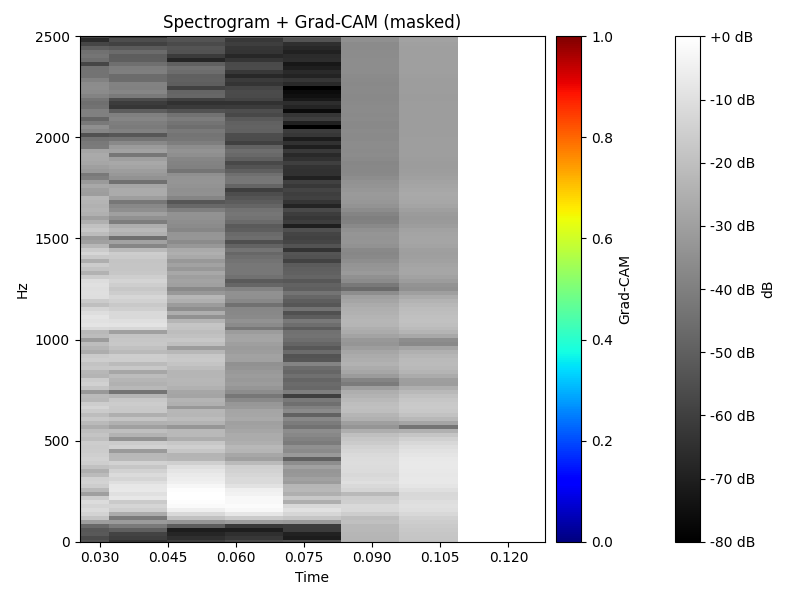 Spectrogram + Grad-CAM (masked)
2500
2000
1500
1000
500
0
Hz
0.030
0.045
0.060
0.075
0.090
0.105
0.120
Time
1.0
0.8
0.6
0.4
0.2
0.0
Grad-CAM
+0 dB
-10 dB
-20 dB
-30 dB
-40 dB
-50 dB
-60 dB
-70 dB
-80 dB
dB